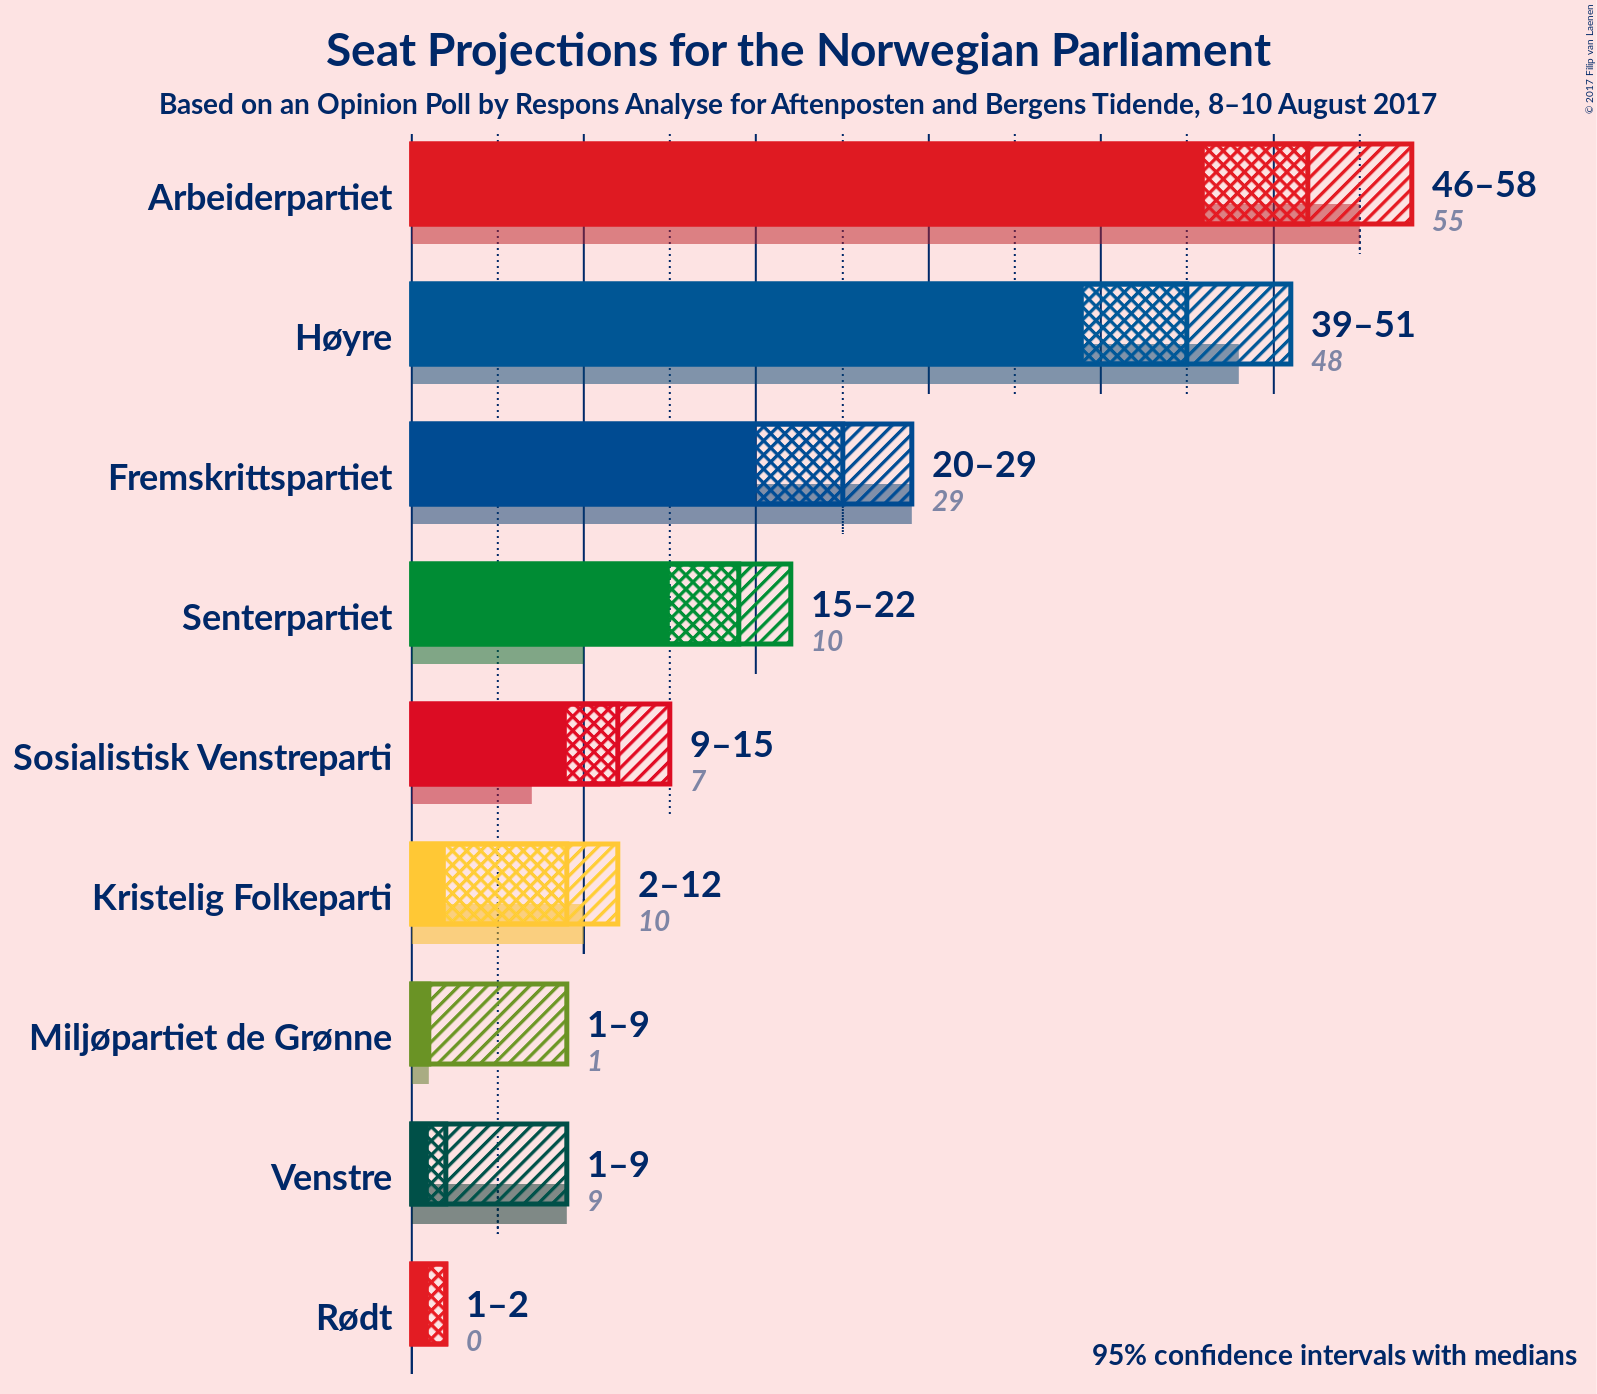 Seat Projections for the Norwegian Parliament
Based on an Opinion Poll by Respons Analyse for Aftenposten and Bergens Tidende, 8–10 August 2017
© 2017 Filip van Laenen
Arbeiderpartiet
46–58
55
Høyre
39–51
48
Fremskrittspartiet
20–29
29
Senterpartiet
15–22
10
Sosialistisk Venstreparti
9–15
7
Kristelig Folkeparti
2–12
10
Miljøpartiet de Grønne
1–9
1
Venstre
1–9
9
Rødt
1–2
0
95% confidence intervals with medians